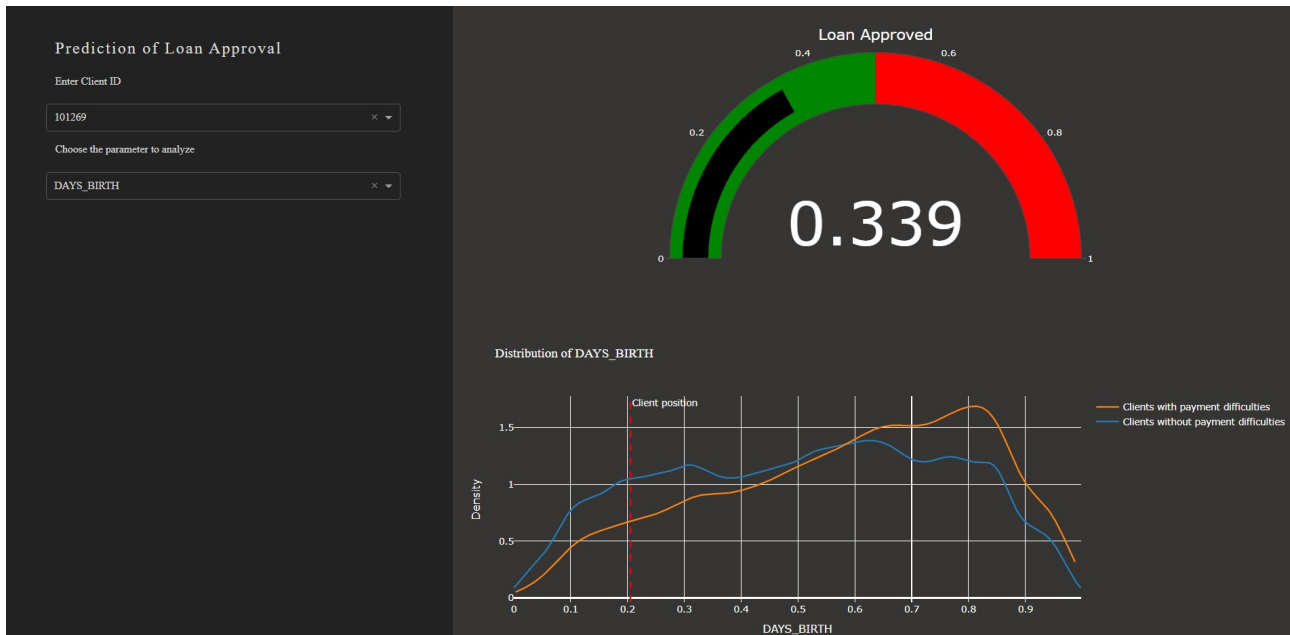 Prediction of Loan Approval
Enter Client ID
101269
Choose the parameter to analyze
DAYS_BIRTH
Loan Approved
0
0.2
0.4
0.6
0.8
1
0.339
Distribution of DAYS_BIRTH
Client position
Clients with payment difficulties
Clients without payment difficulties
Density
1.5
1
0.5
0
0 0.1 0.2 0.3 0.4 0.5 0.6 0.7 0.8 0.9
DAYS_BIRTH